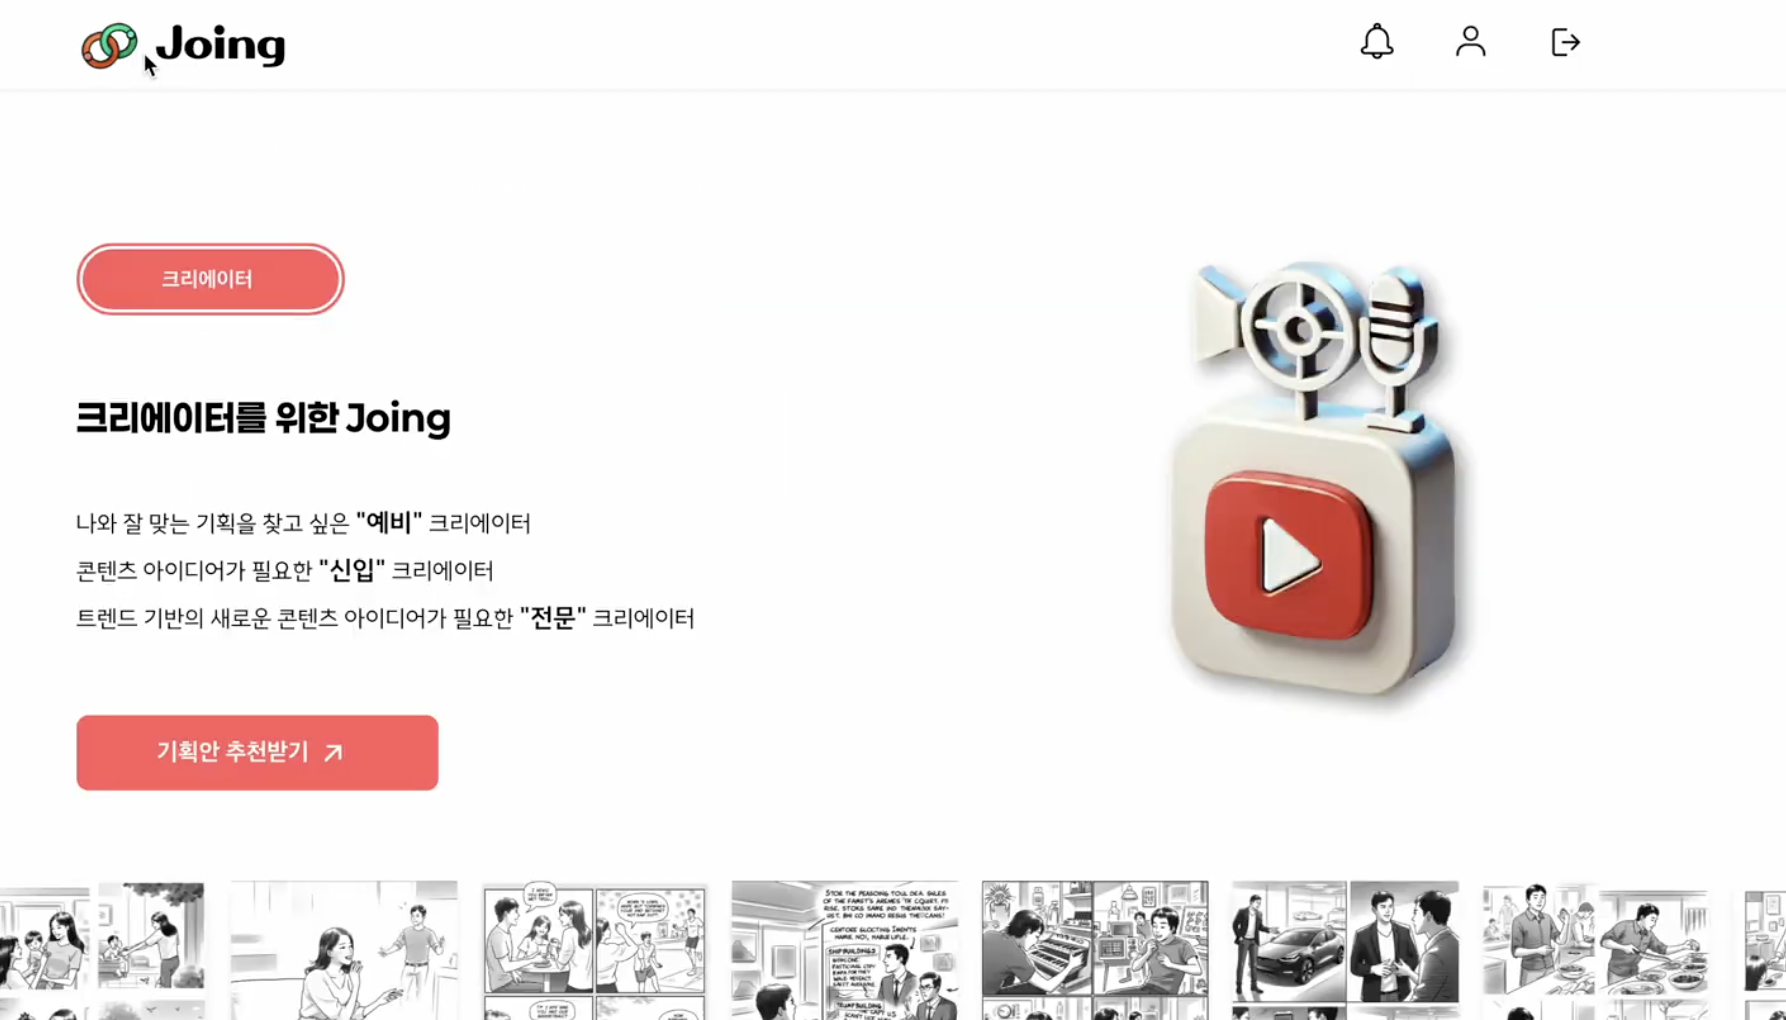 Joing
크리에이터
크리에이터를 위한 Joing
나와 잘 맞는 기획을 찾고 싶은 "예비" 크리에이터
콘텐츠 아이디어가 필요한 "신입" 크리에이터
트렌드 기반의 새로운 콘텐츠 아이디어가 필요한 "전문" 크리에이터
기획안 추천받기